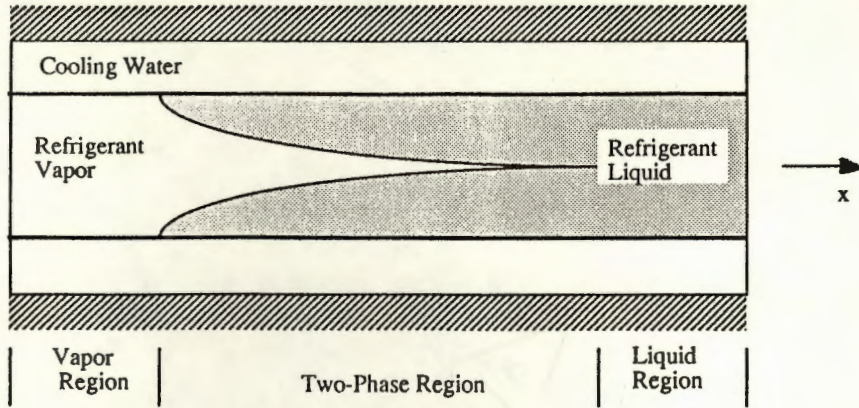 Cooling Water
Refrigerant
Vapor
Refrigerant
Liquid
x
Vapor
Region
Two-Phase Region
Liquid
Region